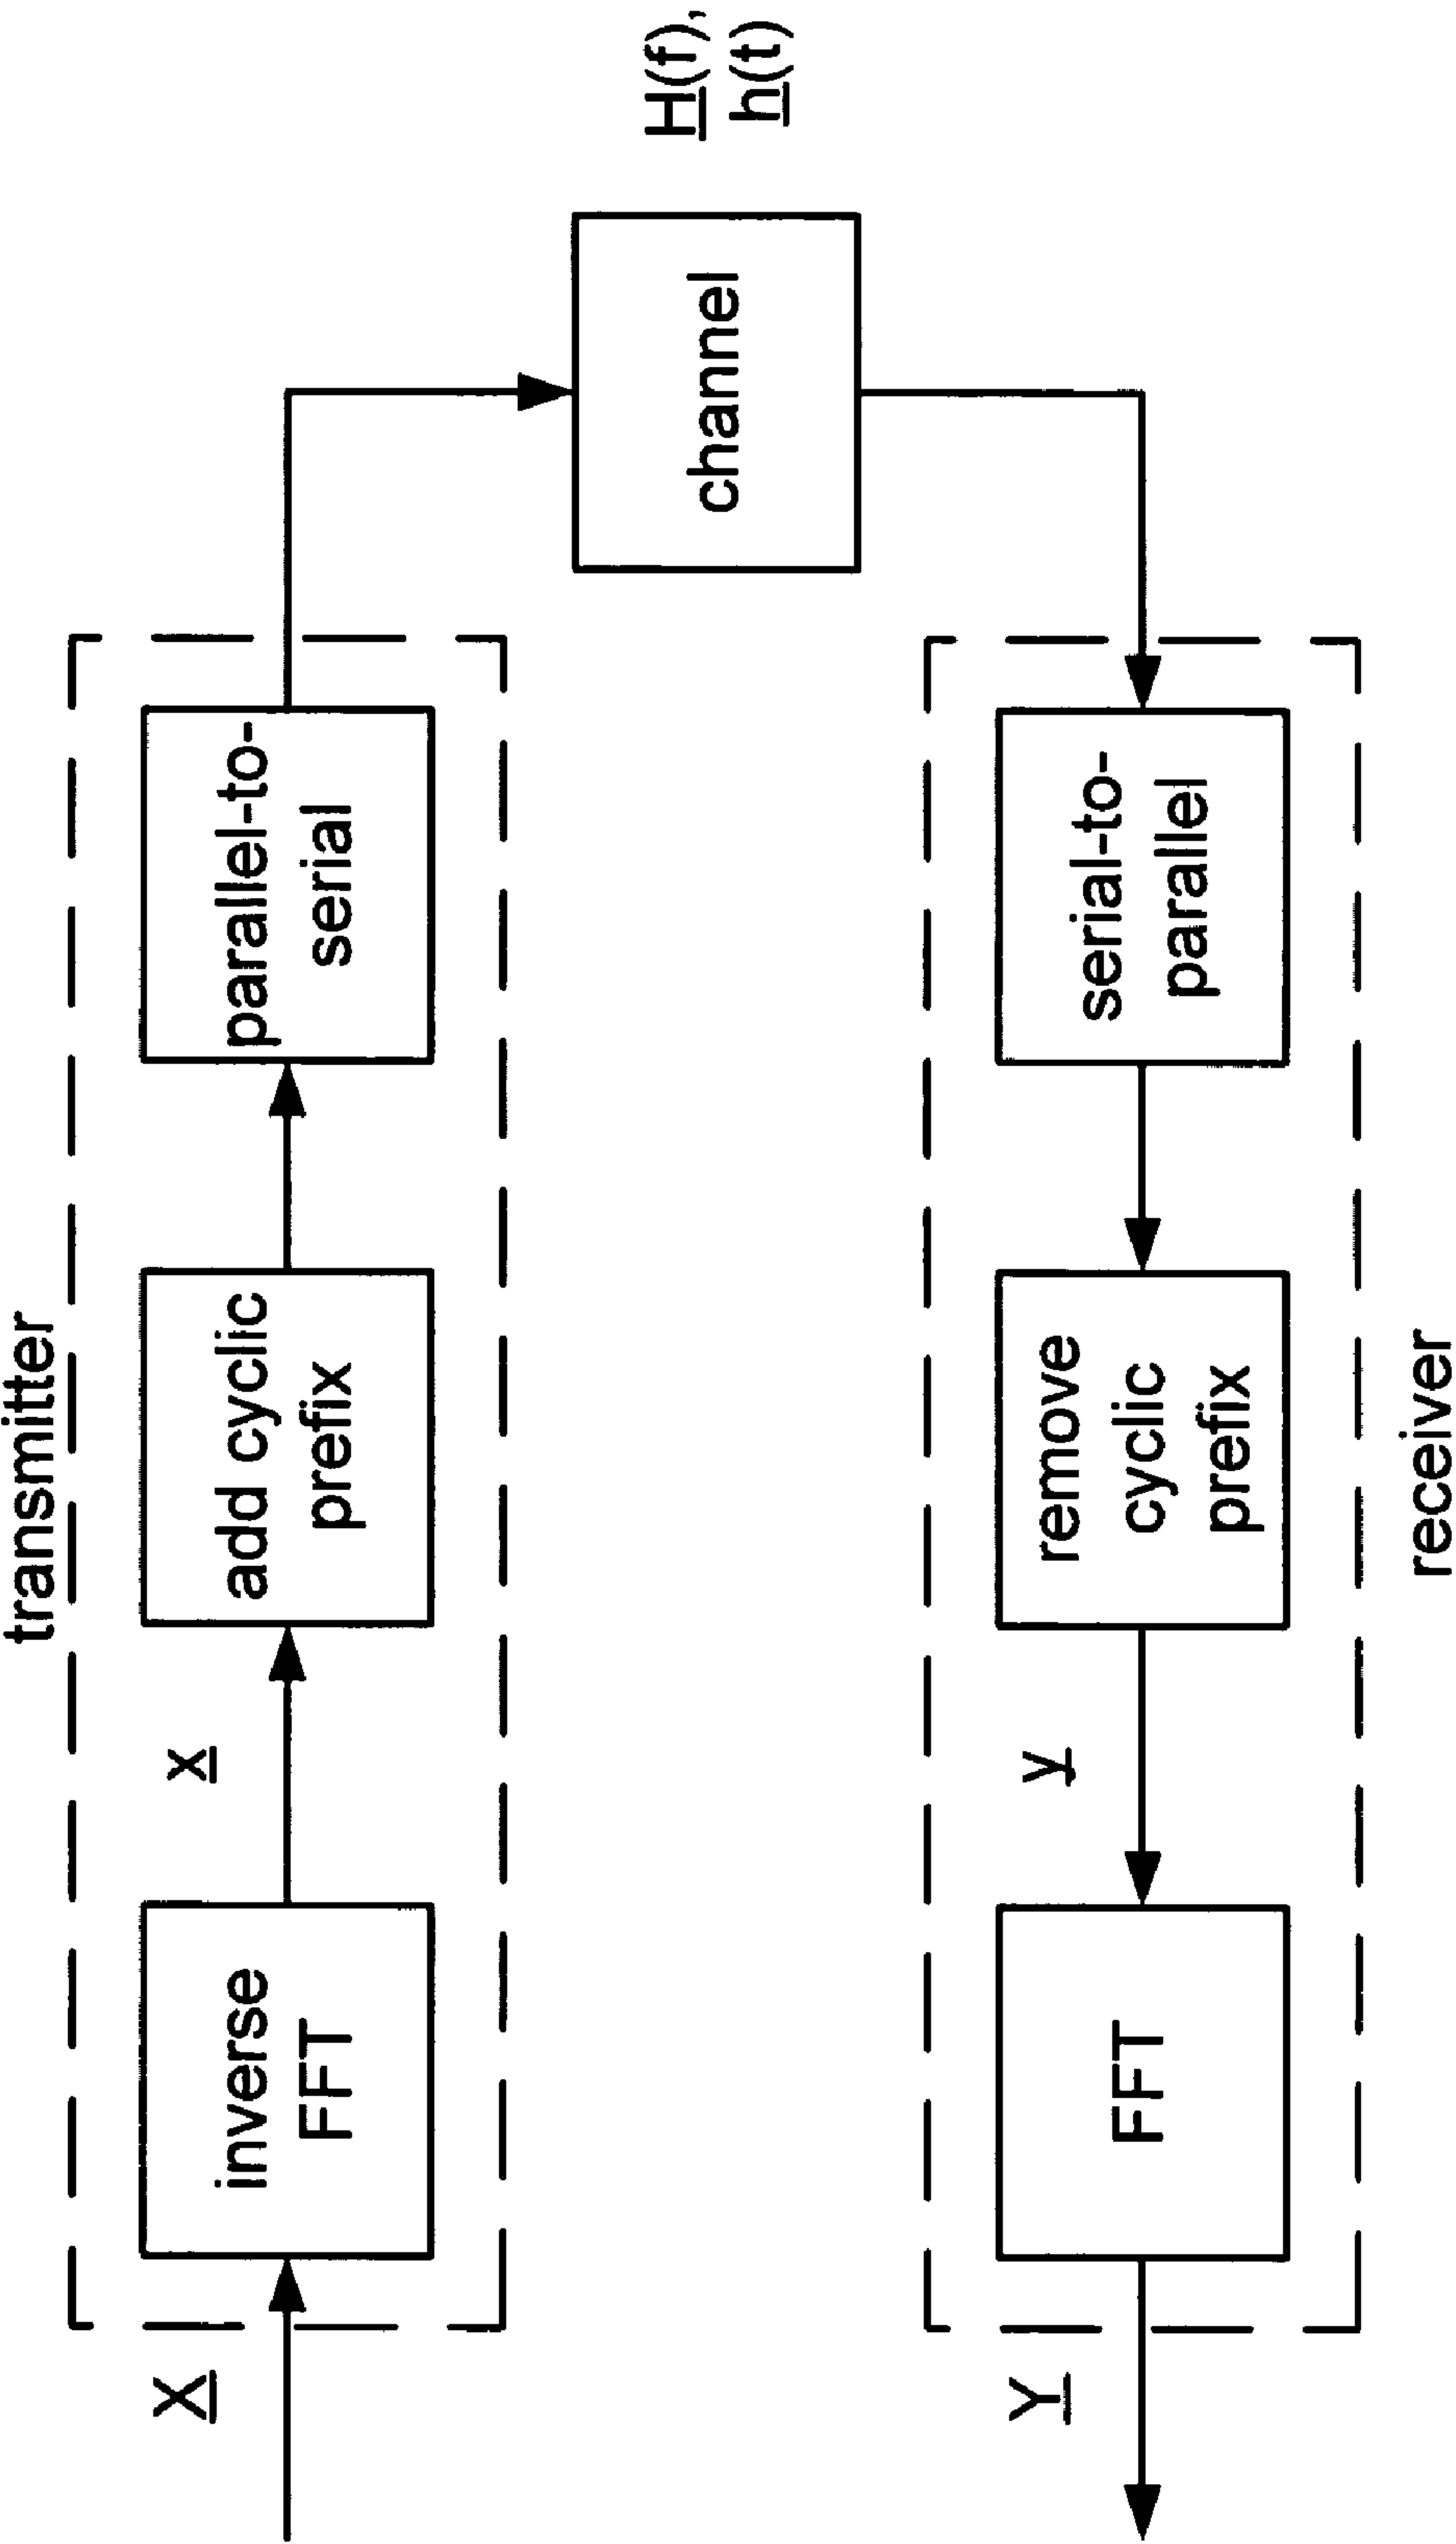 transmitter
X
inverse
FFT
x
add cyclic
prefix
parallel-to-
serial
channel
H(f),
h(t)
Y
FFT
y
remove
cyclic
prefix
serial-to-
parallel
receiver